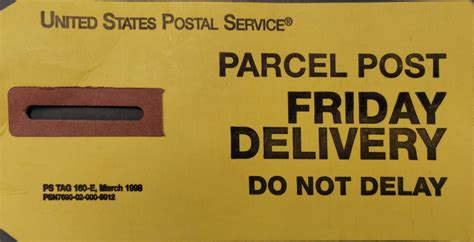 UNITED STATES POSTAL SERVICE®
PARCEL POST
FRIDAY
DELIVERY
DO NOT DELAY
PS TAG 160-E, March 1998
PSN7690-02-000-9012